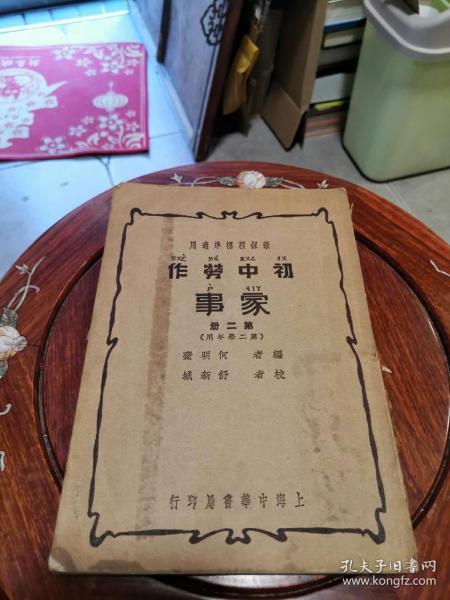 新課程標準適用
初中勞作
家事
第二冊
(第二學年用)
編者 何明齋
校者 舒新城
上海中華書局印行
孔夫子旧书网
www.kongfz.com